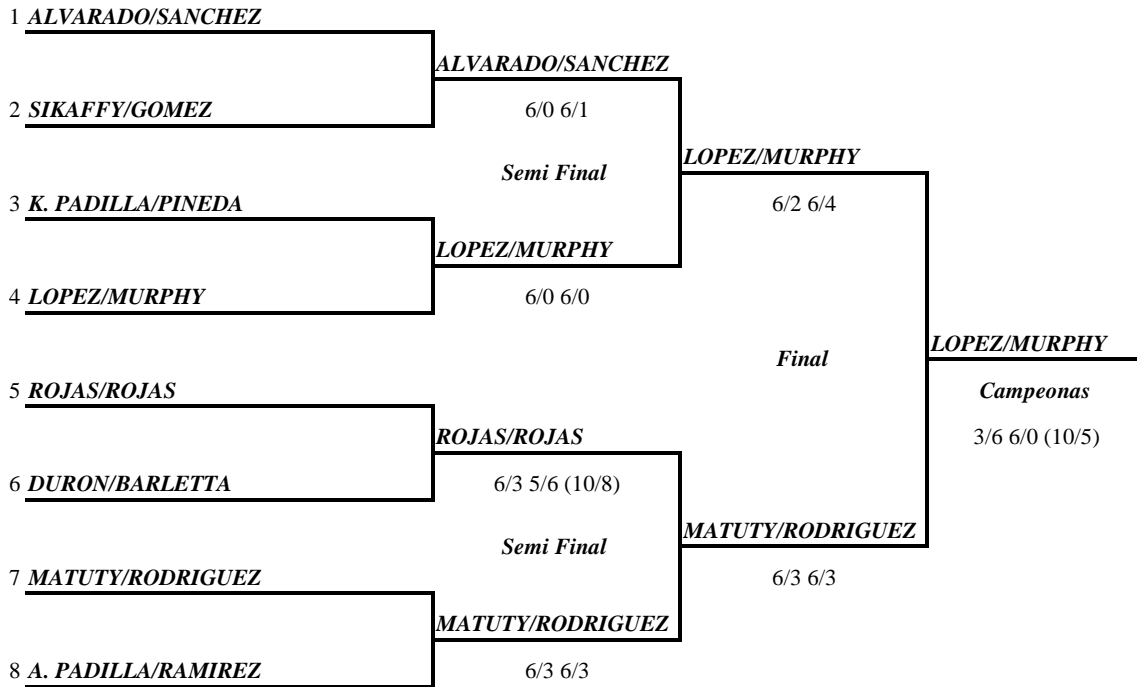 1 ALVARADO/SANCHEZ
ALVARADO/SANCHEZ
2 SIKAFFY/GOMEZ
6/0 6/1
Semi Final
LOPEZ/MURPHY
3 K. PADILLA/PINEDA
6/2 6/4
LOPEZ/MURPHY
4 LOPEZ/MURPHY
6/0 6/0
Final
LOPEZ/MURPHY
5 ROJAS/ROJAS
Campeonas
ROJAS/ROJAS
3/6 6/0 (10/5)
6 DURON/BARLETTA
6/3 5/6 (10/8)
Semi Final
MATUTY/RODRIGUEZ
7 MATUTY/RODRIGUEZ
6/3 6/3
MATUTY/RODRIGUEZ
8 A. PADILLA/RAMIREZ
6/3 6/3